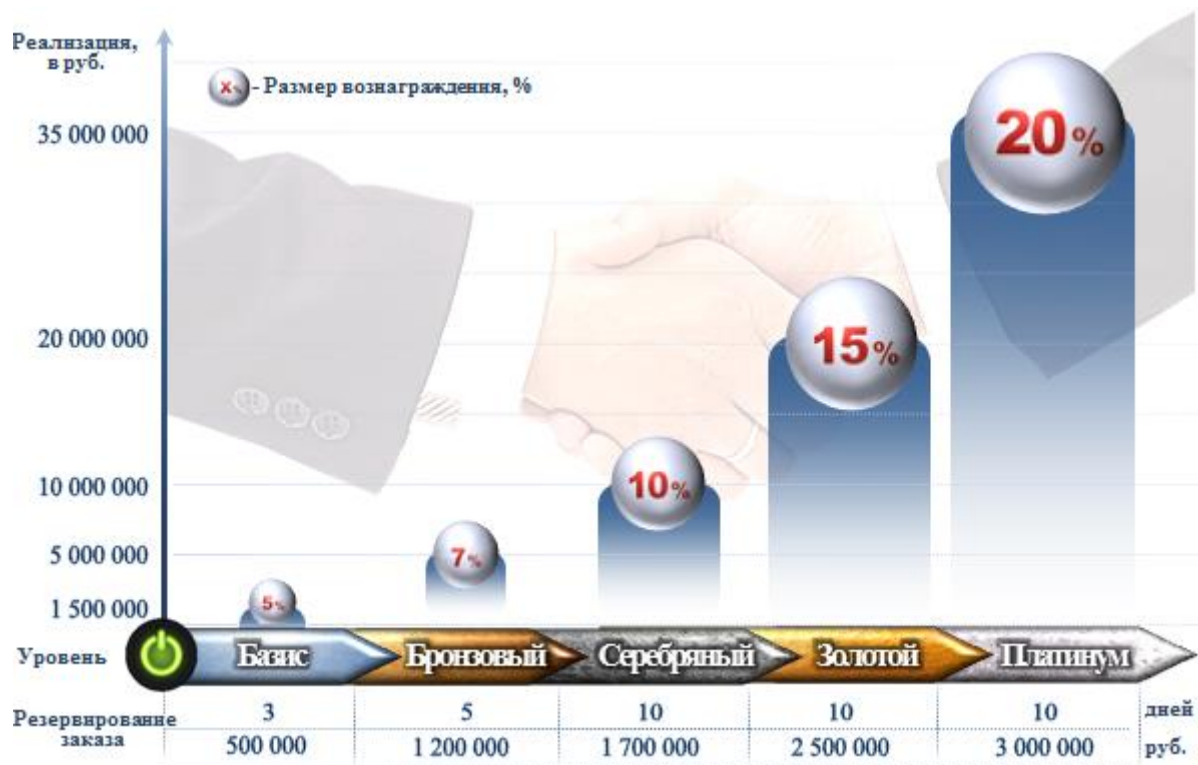 Реализация,
в руб.
X% - Размер вознаграждения, %
35 000 000
20%
20 000 000
15%
10 000 000
10%
5 000 000
7%
1 500 000
5%
Уровень Базис Бронзовый Серебряный Золотой Платинум
Резервирование
заказа
3 5 10 10 10 дней
500 000 1 200 000 1 700 000 2 500 000 3 000 000 руб.